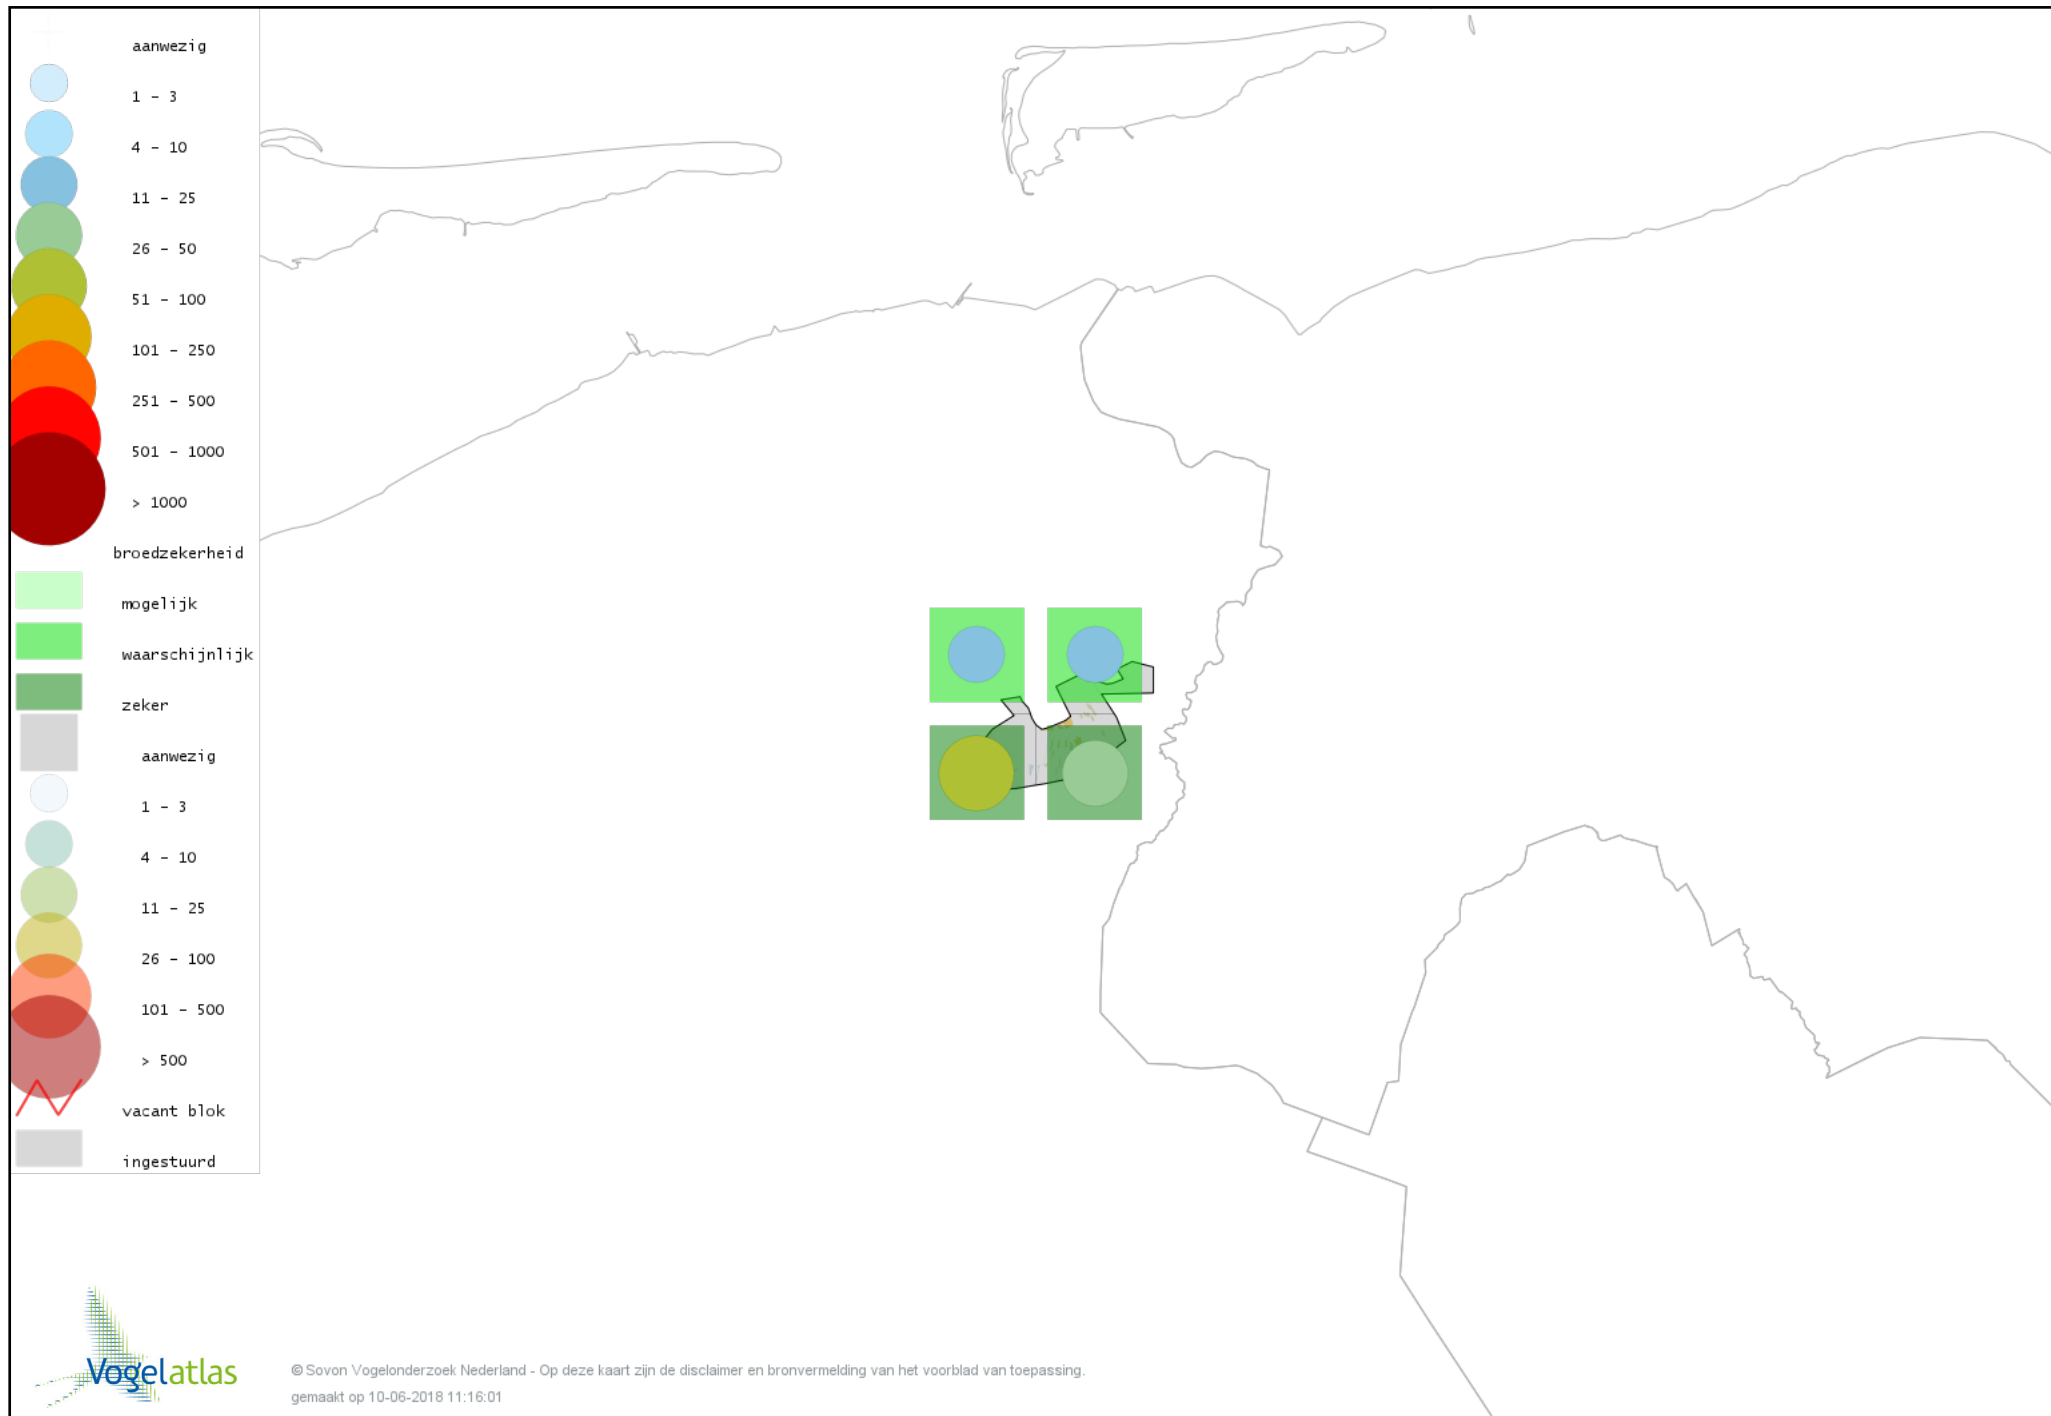 aanwezig
1 - 3
4 - 10
11 - 25
26 - 50
51 - 100
101 - 250
251 - 500
501 - 1000
> 1000
broedzekerheid
mogelijk
waarschijnlijk
zeker
aanwezig
1 - 3
4 - 10
11 - 25
26 - 100
101 - 500
> 500
vacant blok
ingestuurd
Vogelatlas
© Sovon Vogelonderzoek Nederland - Op deze kaart zijn de disclaimer en bronvermelding van het voorblad van toepassing.
gemaakt op 10-06-2018 11:16:01